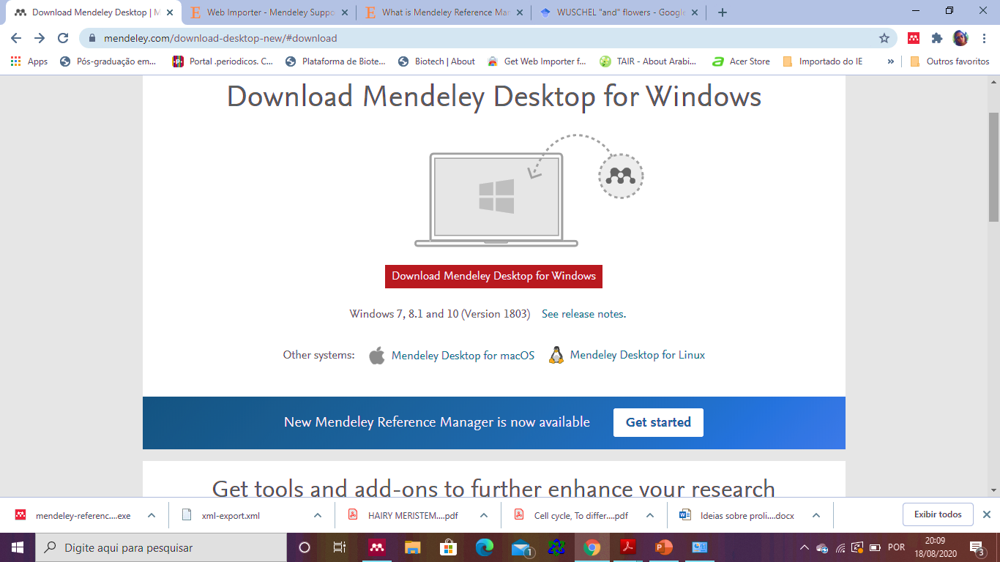 Download Mendeley Desktop | M
Web Importer - Mendeley Suppo
What is Mendeley Reference Mar
WUSCHEL "and" flowers - Google
mendeley.com/download-desktop-new/#download
Apps
Pós-graduação em...
Portal .periodicos. C...
Plataforma de Biote...
Biotech | About
Get Web Importer f...
TAIR - About Arabi...
Acer Store
Importado do IE
»
Outros favoritos
Download Mendeley Desktop for Windows
Download Mendeley Desktop for Windows
Windows 7, 8.1 and 10 (Version 1803) See release notes.
Other systems: Mendeley Desktop for macOS Mendeley Desktop for Linux
New Mendeley Reference Manager is now available Get started
Get tools and add-ons to further enhance your research
mendeley-referenc....exe
xml-export.xml
HAIRY MERISTEM....pdf
Cell cycle, To differ....pdf
Ideias sobre proli....docx
Exibir todos
Digite aqui para pesquisar
1
POR
20:09
18/08/2020
3